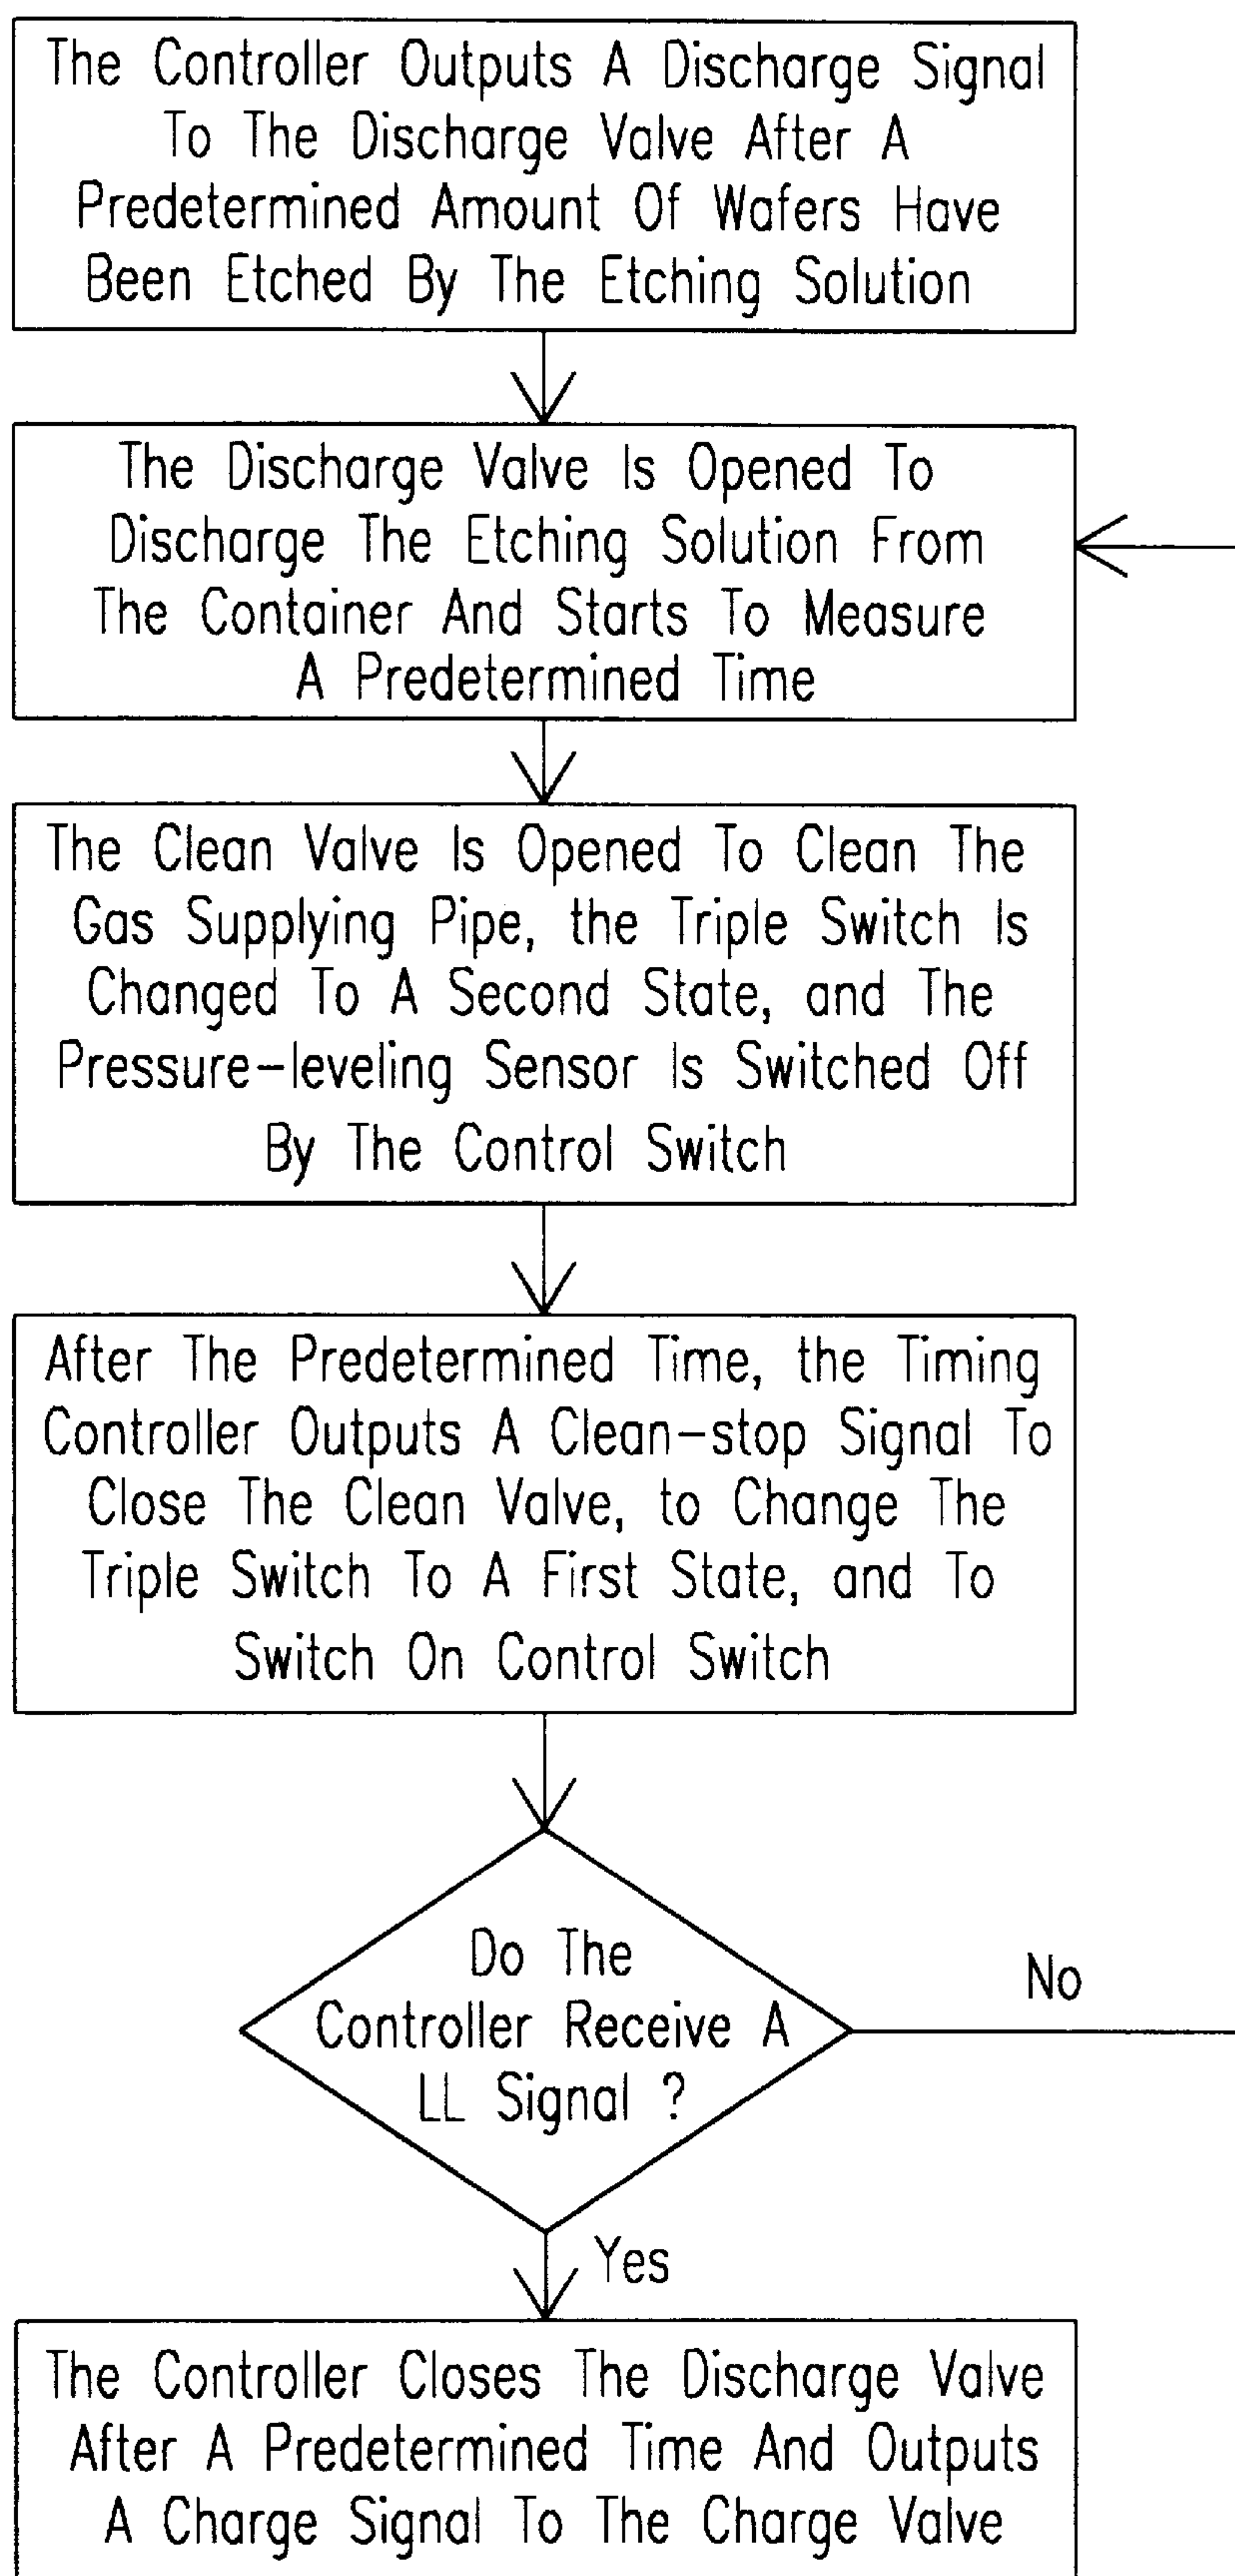 The Controller Outputs A Discharge Signal
To The Discharge Valve After A
Predetermined Amount Of Wafers Have
Been Etched By The Etching Solution
The Discharge Valve Is Opened To
Discharge The Etching Solution From
The Container And Starts To Measure
A Predetermined Time
The Clean Valve Is Opened To Clean The
Gas Supplying Pipe, the Triple Switch Is
Changed To A Second State, and The
Pressure-leveling Sensor Is Switched Off
By The Control Switch
After The Predetermined Time, the Timing
Controller Outputs A Clean-stop Signal To
Close The Clean Valve, to Change The
Triple Switch To A First State, and To
Switch On Control Switch
Do The
Controller Receive A
LL Signal ?
No
Yes
The Controller Closes The Discharge Valve
After A Predetermined Time And Outputs
A Charge Signal To The Charge Valve